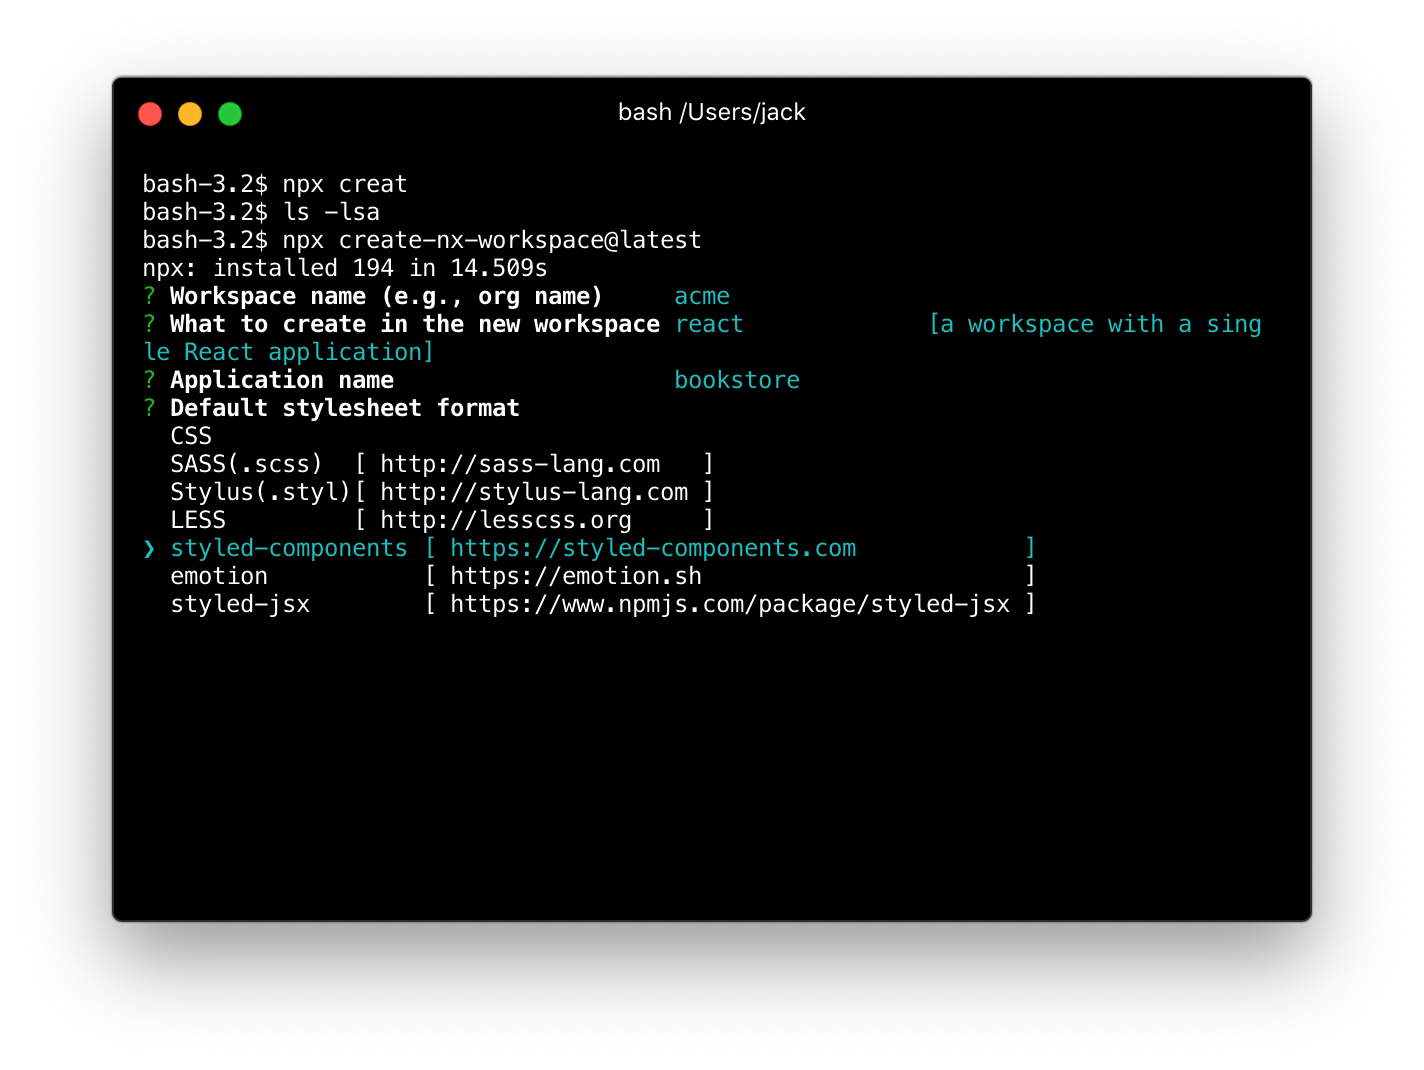 bash /Users/jack
bash-3.2$ npx creat
bash-3.2$ ls -lsa
bash-3.2$ npx create-nx-workspace@latest
npx: installed 194 in 14.509s
? Workspace name (e.g., org name)     acme
? What to create in the new workspace react             [a workspace with a sing
le React application]
? Application name                    bookstore
? Default stylesheet format
  CSS
  SASS(.scss)  [ http://sass-lang.com   ]
  Stylus(.styl)[ http://stylus-lang.com ]
  LESS         [ http://lesscss.org     ]
❯ styled-components [ https://styled-components.com            ]
  emotion           [ https://emotion.sh                       ]
  styled-jsx        [ https://www.npmjs.com/package/styled-jsx ]